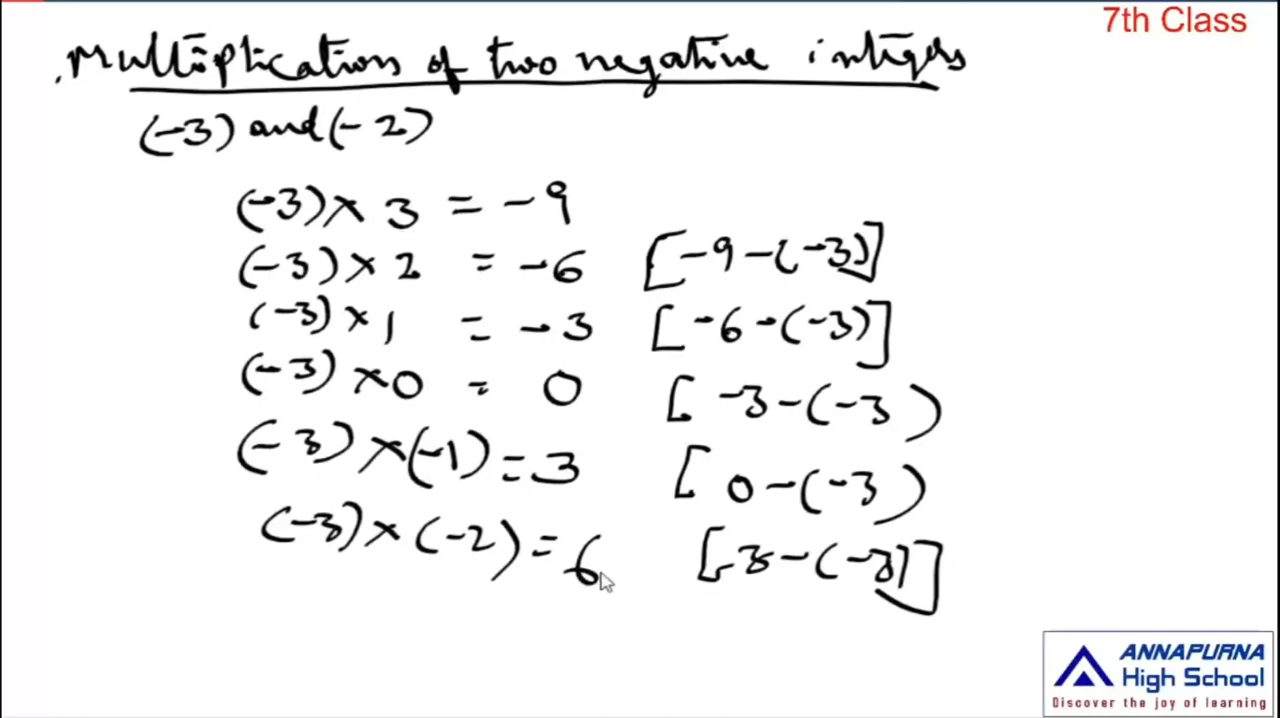 7th Class
Multiplication of two negative integers
(-3) and (-2)
(-3) × 3 = -9
(-3) × 2 = -6 [-9-(-3)]
(-3) × 1 = -3 [-6-(-3)]
(-3) × 0 = 0 [-3-(-3)
(-3) × (-1) = 3 [0-(-3)
(-3) × (-2) = 6 [-3-(-3)]
ANNAPURNA
High School
Discover the joy of learning